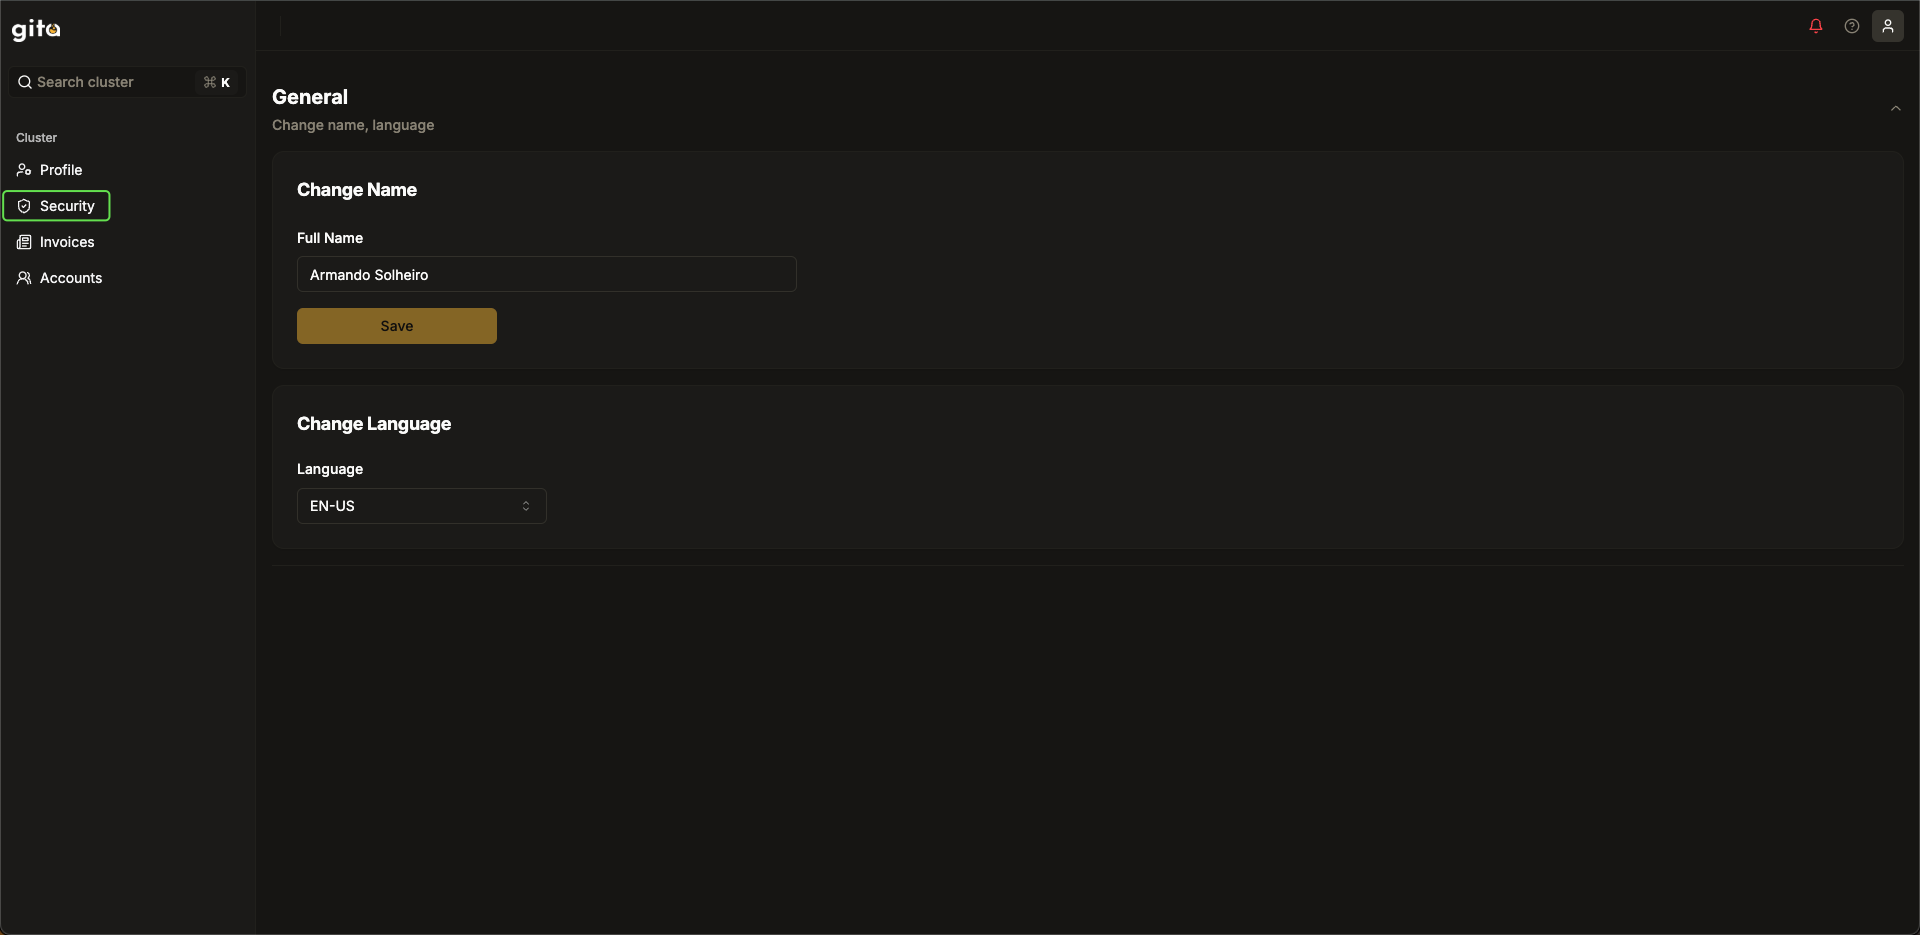 gita
Search cluster ⌘ K
Cluster
Profile
Security
Invoices
Accounts
General
Change name, language
Change Name
Full Name
Armando Solheiro
Save
Change Language
Language
EN-US